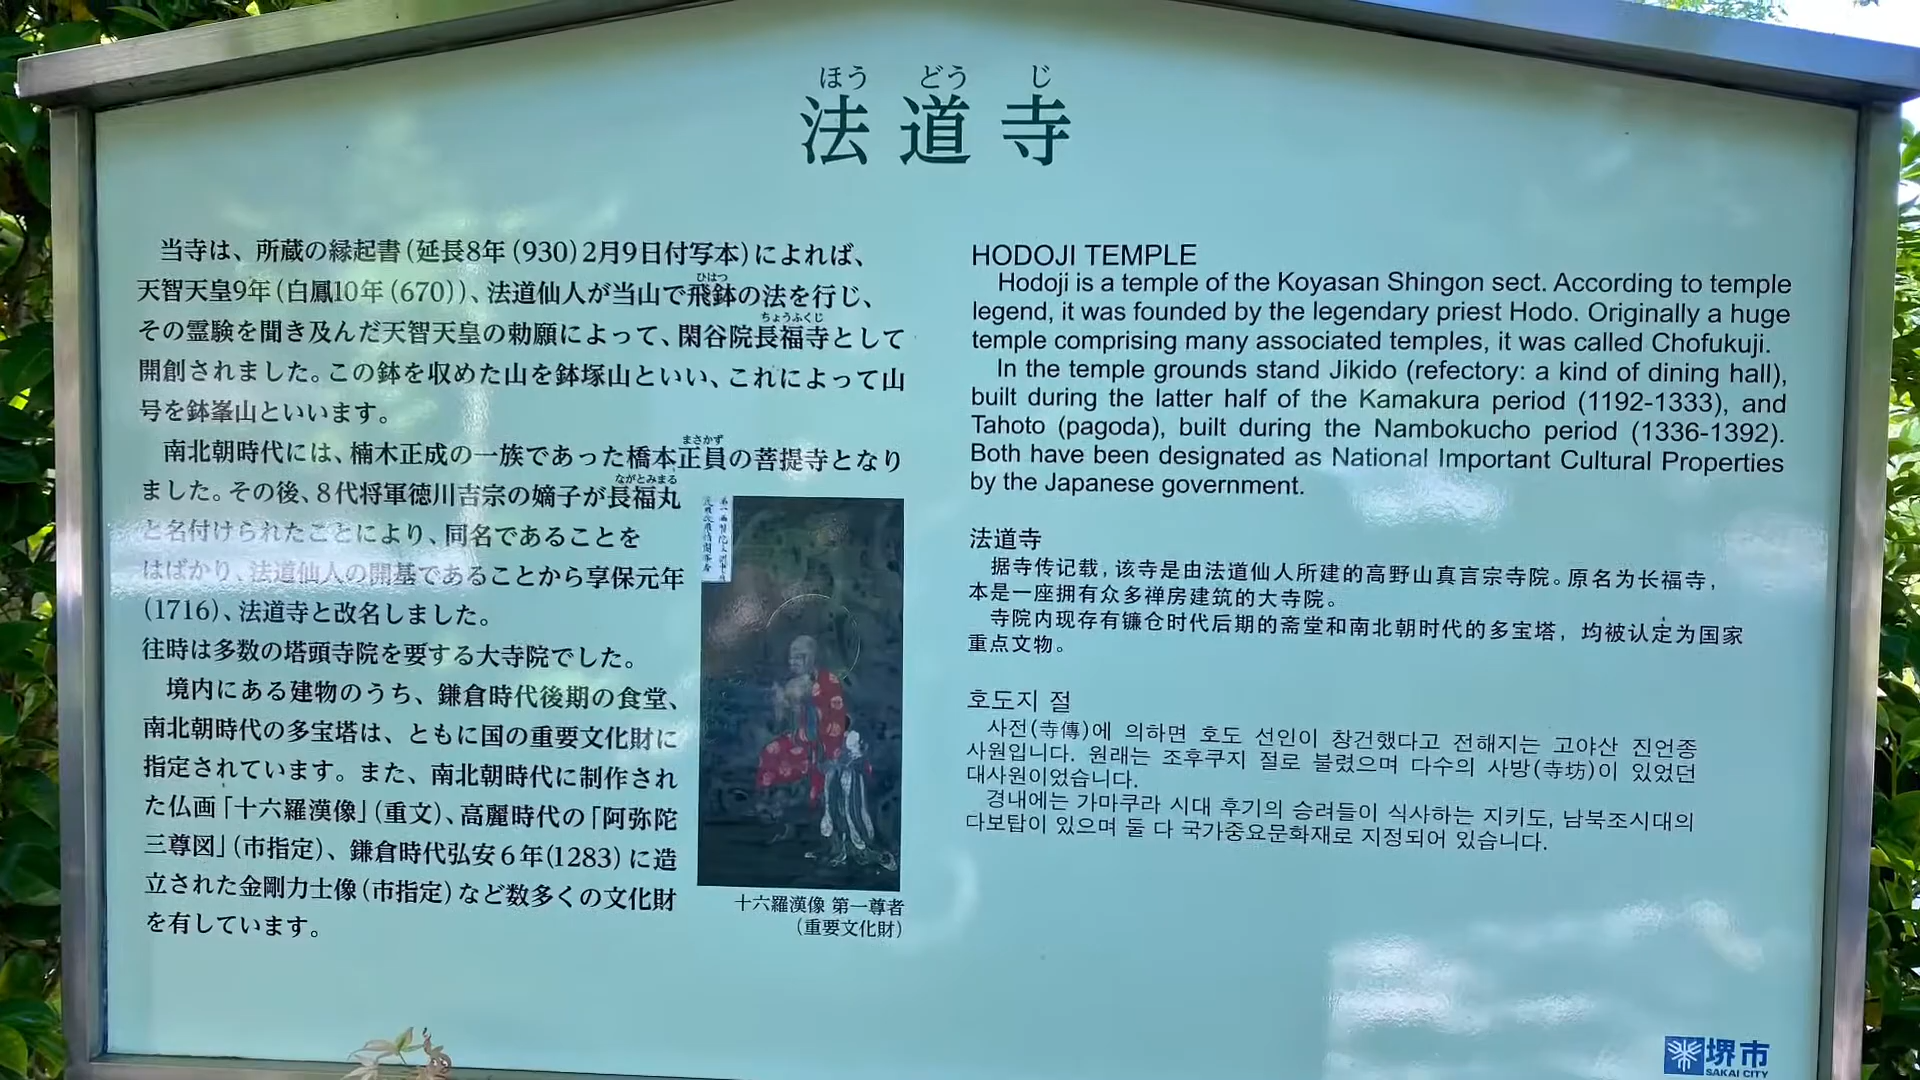 ほう どう じ
法道寺
当寺は、所蔵の縁起書(延長8年(930)2月9日付写本)によれば、
天智天皇9年(白鳳10年(670))、法道仙人が当山で飛鉢の法を行じ、
ひはつ
その霊験を聞き及んだ天智天皇の勅願によって、閑谷院長福寺として
ちょうふくじ
開創されました。この鉢を収めた山を鉢塚山といい、これによって山
号を鉢峯山といいます。
南北朝時代には、楠木正成の一族であった橋本正員の菩提寺となり
まさかず
ました。その後、8代将軍徳川吉宗の嫡子が長福丸
ながとみまる
と名付けられたことにより、同名であることを
はばかり、法道仙人の開基であることから享保元年
(1716)、法道寺と改名しました。
往時は多数の塔頭寺院を要する大寺院でした。
境内にある建物のうち、鎌倉時代後期の食堂、
南北朝時代の多宝塔は、ともに国の重要文化財に
指定されています。また、南北朝時代に制作され
た仏画「十六羅漢像」(重文)、高麗時代の「阿弥陀
三尊図」(市指定)、鎌倉時代弘安6年(1283)に造
立された金剛力士像(市指定)など数多くの文化財
を有しています。
十六羅漢像 第一尊者
(重要文化財)
HODOJI TEMPLE
Hodoji is a temple of the Koyasan Shingon sect. According to temple
legend, it was founded by the legendary priest Hodo. Originally a huge
temple comprising many associated temples, it was called Chofukuji.
In the temple grounds stand Jikido (refectory: a kind of dining hall),
built during the latter half of the Kamakura period (1192-1333), and
Tahoto (pagoda), built during the Nambokucho period (1336-1392).
Both have been designated as National Important Cultural Properties
by the Japanese government.
法道寺
据寺传记载,该寺是由法道仙人所建的高野山真言宗寺院。原名为长福寺,
本是一座拥有众多禅房建筑的大寺院。
寺院内现存有镰仓时代后期的斋堂和南北朝时代的多宝塔,均被认定为国家
重点文物。
호도지 절
사전(寺傳)에 의하면 호도 선인이 창건했다고 전해지는 고야산 진언종
사원입니다. 원래는 조후쿠지 절로 불렸으며 다수의 사방(寺坊)이 있었던
대사원이었습니다.
경내에는 가마쿠라 시대 후기의 승려들이 식사하는 지키도, 남북조시대의
다보탑이 있으며 둘 다 국가중요문화재로 지정되어 있습니다.
堺市
SAKAI CITY